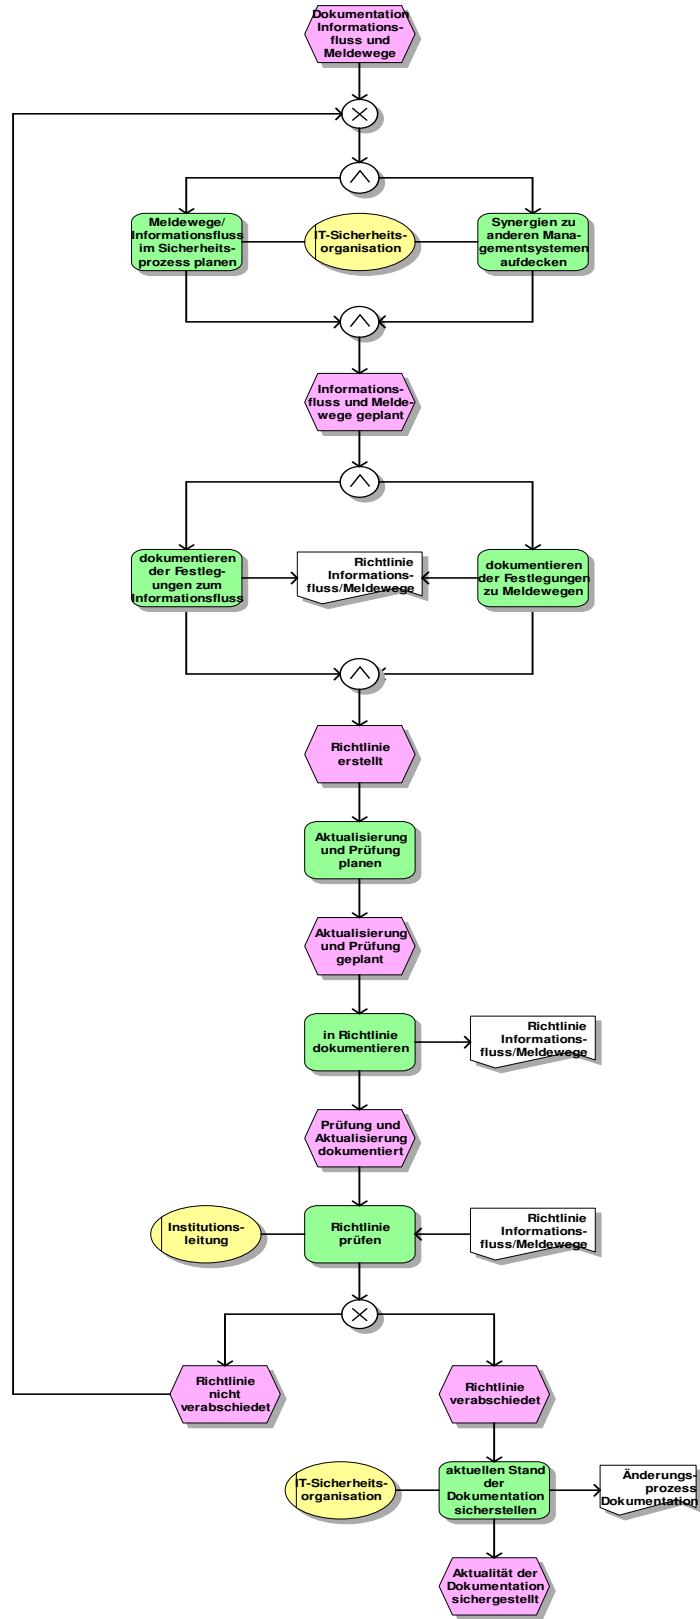 Dokumentation
Informations-
fluss und
Meldewege
Meldewege/
Informationsfluss
im Sicherheits-
prozess planen
IT-Sicherheits-
organisation
Synergien zu
anderen Mana-
gementsystemen
aufdecken
Informations-
fluss und Melde-
wege geplant
dokumentieren
der Festleg-
ungen zum
Informationsfluss
Richtlinie
Informations-
fluss/Meldewege
dokumentieren
der Festlegungen
zu Meldewegen
Richtlinie
erstellt
Aktualisierung
und Prüfung
planen
Aktualisierung
und Prüfung
geplant
in Richtlinie
dokumentieren
Richtlinie
Informations-
fluss/Meldewege
Prüfung und
Aktualisierung
dokumentiert
Institutions-
leitung
Richtlinie
prüfen
Richtlinie
Informations-
fluss/Meldewege
Richtlinie
nicht
verabschiedet
Richtlinie
verabschiedet
IT-Sicherheits-
organisation
aktuellen Stand
der
Dokumentation
sicherstellen
Änderungs-
prozess
Dokumentation
Aktualität der
Dokumentation
sichergestellt